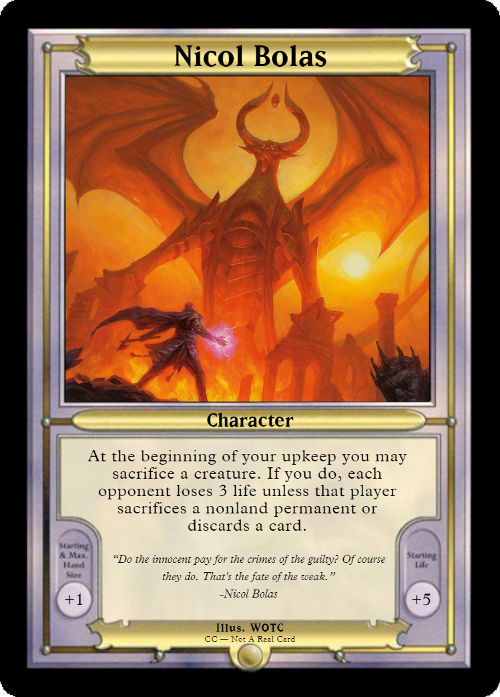 Nicol Bolas
Character
At the beginning of your upkeep you may
sacrifice a creature. If you do, each
opponent loses 3 life unless that player
sacrifices a nonland permanent or
discards a card.
“Do the innocent pay for the crimes of the guilty? Of course
they do. That's the fate of the weak.”
-Nicol Bolas
Starting
& Max.
Hand
Size
+1
Starting
Life
+5
Illus. WOTC
CC — Not A Real Card